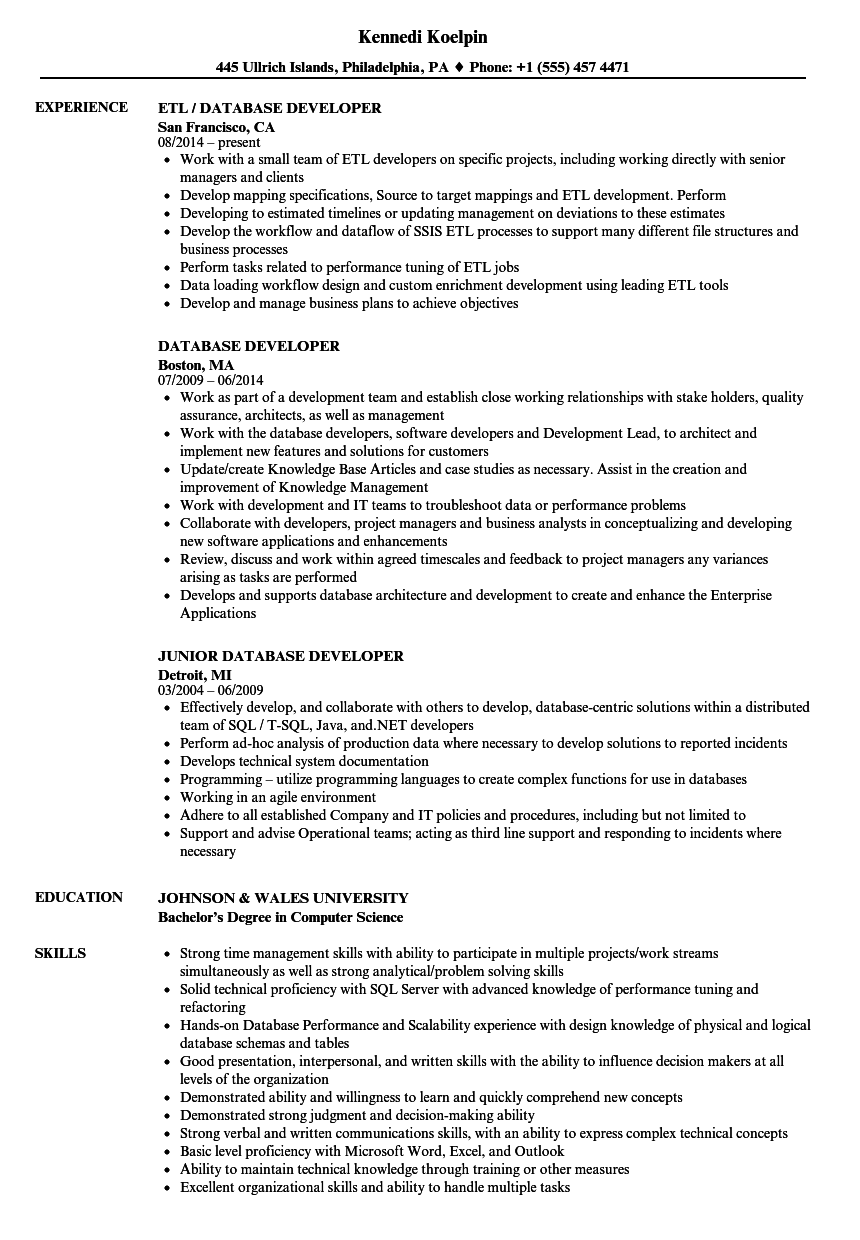 Kennedi Koelpin
445 Ullrich Islands, Philadelphia, PA ♦ Phone: +1 (555) 457 4471
EXPERIENCE
ETL / DATABASE DEVELOPER
San Francisco, CA
08/2014 – present
• Work with a small team of ETL developers on specific projects, including working directly with senior
managers and clients
• Develop mapping specifications, Source to target mappings and ETL development. Perform
• Developing to estimated timelines or updating management on deviations to these estimates
• Develop the workflow and dataflow of SSIS ETL processes to support many different file structures and
business processes
• Perform tasks related to performance tuning of ETL jobs
• Data loading workflow design and custom enrichment development using leading ETL tools
• Develop and manage business plans to achieve objectives
DATABASE DEVELOPER
Boston, MA
07/2009 – 06/2014
• Work as part of a development team and establish close working relationships with stake holders, quality
assurance, architects, as well as management
• Work with the database developers, software developers and Development Lead, to architect and
implement new features and solutions for customers
• Update/create Knowledge Base Articles and case studies as necessary. Assist in the creation and
improvement of Knowledge Management
• Work with development and IT teams to troubleshoot data or performance problems
• Collaborate with developers, project managers and business analysts in conceptualizing and developing
new software applications and enhancements
• Review, discuss and work within agreed timescales and feedback to project managers any variances
arising as tasks are performed
• Develops and supports database architecture and development to create and enhance the Enterprise
Applications
JUNIOR DATABASE DEVELOPER
Detroit, MI
03/2004 – 06/2009
• Effectively develop, and collaborate with others to develop, database-centric solutions within a distributed
team of SQL / T-SQL, Java, and.NET developers
• Perform ad-hoc analysis of production data where necessary to develop solutions to reported incidents
• Develops technical system documentation
• Programming – utilize programming languages to create complex functions for use in databases
• Working in an agile environment
• Adhere to all established Company and IT policies and procedures, including but not limited to
• Support and advise Operational teams; acting as third line support and responding to incidents where
necessary
EDUCATION
JOHNSON & WALES UNIVERSITY
Bachelor's Degree in Computer Science
SKILLS
• Strong time management skills with ability to participate in multiple projects/work streams
simultaneously as well as strong analytical/problem solving skills
• Solid technical proficiency with SQL Server with advanced knowledge of performance tuning and
refactoring
• Hands-on Database Performance and Scalability experience with design knowledge of physical and logical
database schemas and tables
• Good presentation, interpersonal, and written skills with the ability to influence decision makers at all
levels of the organization
• Demonstrated ability and willingness to learn and quickly comprehend new concepts
• Demonstrated strong judgment and decision-making ability
• Strong verbal and written communications skills, with an ability to express complex technical concepts
• Basic level proficiency with Microsoft Word, Excel, and Outlook
• Ability to maintain technical knowledge through training or other measures
• Excellent organizational skills and ability to handle multiple tasks